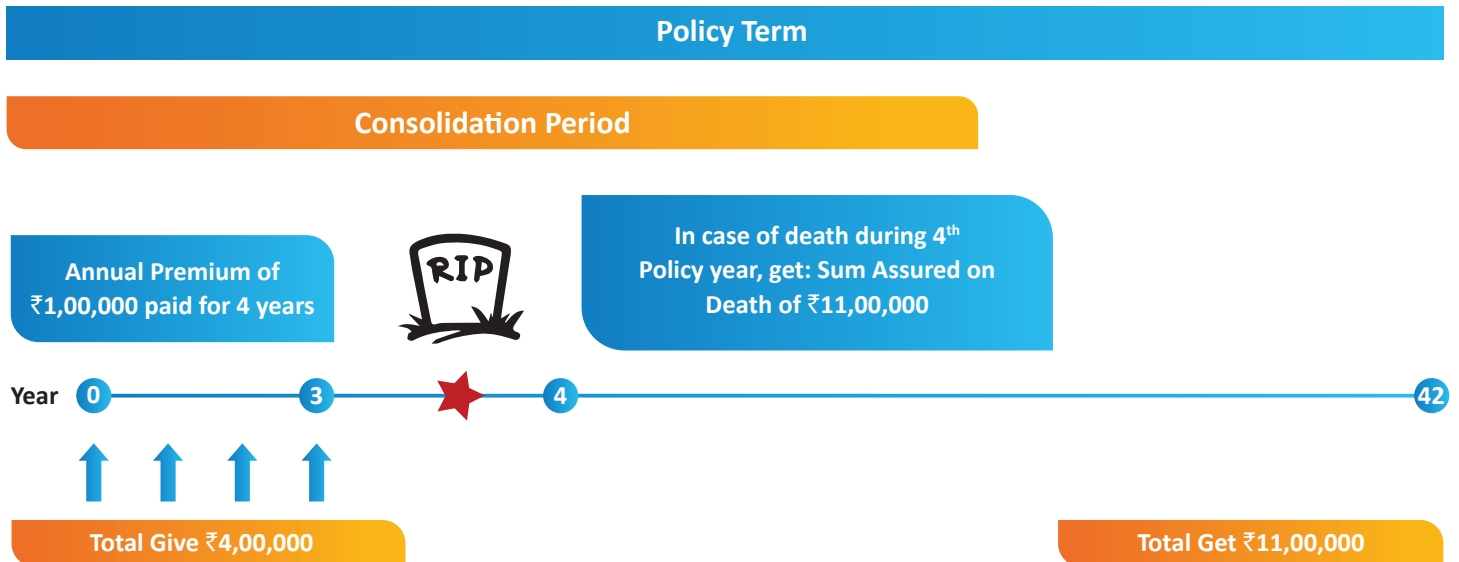 Policy Term
Consolidation Period
Annual Premium of
₹1,00,000 paid for 4 years
RIP
In case of death during 4th
Policy year, get: Sum Assured on
Death of ₹11,00,000
Year 0 3 4 42
Total Give ₹4,00,000
Total Get ₹11,00,000